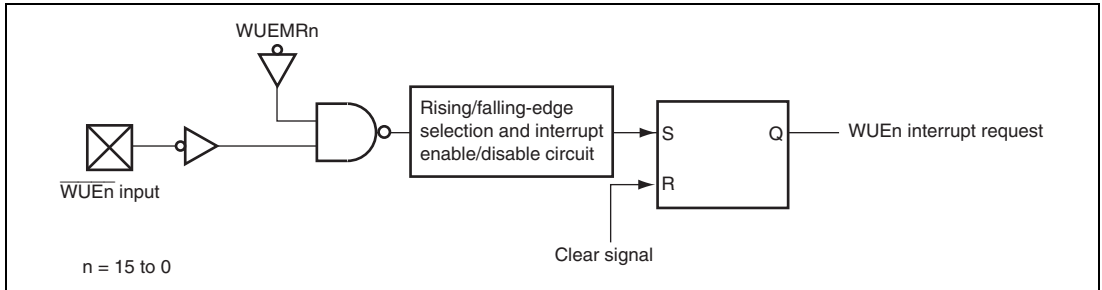 WUEMRn
Rising/falling-edge
selection and interrupt
enable/disable circuit
S
Q
WUEn interrupt request
R
WUEn input
Clear signal
n = 15 to 0